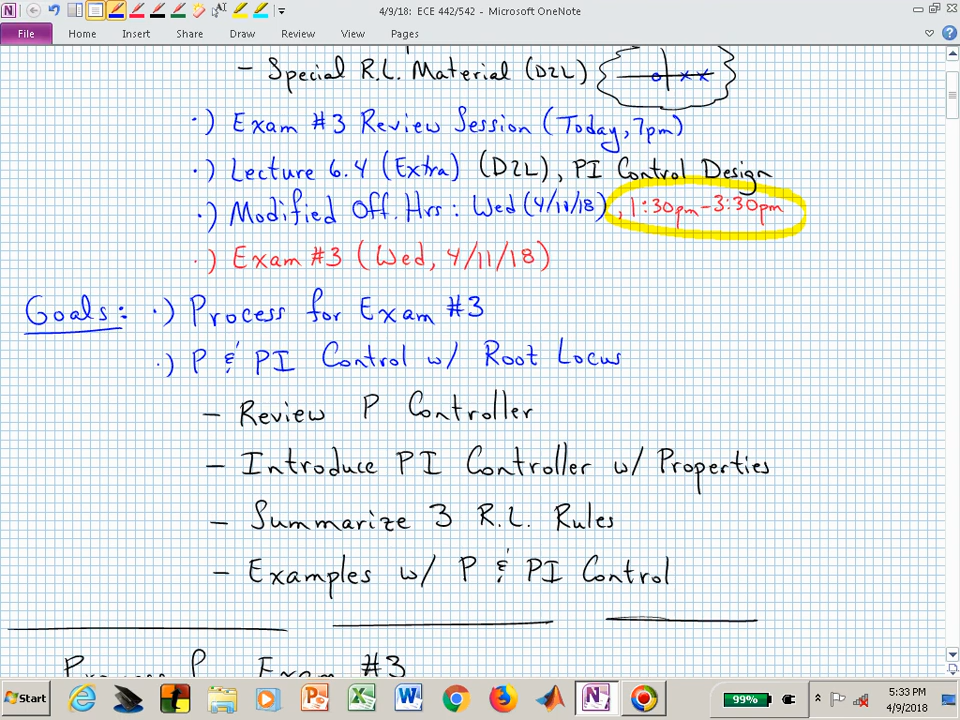 4/9/18: ECE 442/542 - Microsoft OneNote
File Home Insert Share Draw Review View Pages
- Special R.L. Material (D2L)
·) Exam #3 Review Session (Today, 7pm)
·) Lecture 6.4 (Extra) (D2L), PI Control Design
·) Modified Off. Hrs: Wed (4/11/18), 1:30pm-3:30pm
·) Exam #3 (Wed, 4/11/18)
Goals: ·) Process for Exam #3
·) P & PI Control w/ Root Locus
- Review P Controller
- Introduce PI Controller w/ Properties
- Summarize 3 R.L. Rules
- Examples w/ P & PI Control
Process Exam #3
Start 99% 5:33 PM
4/9/2018